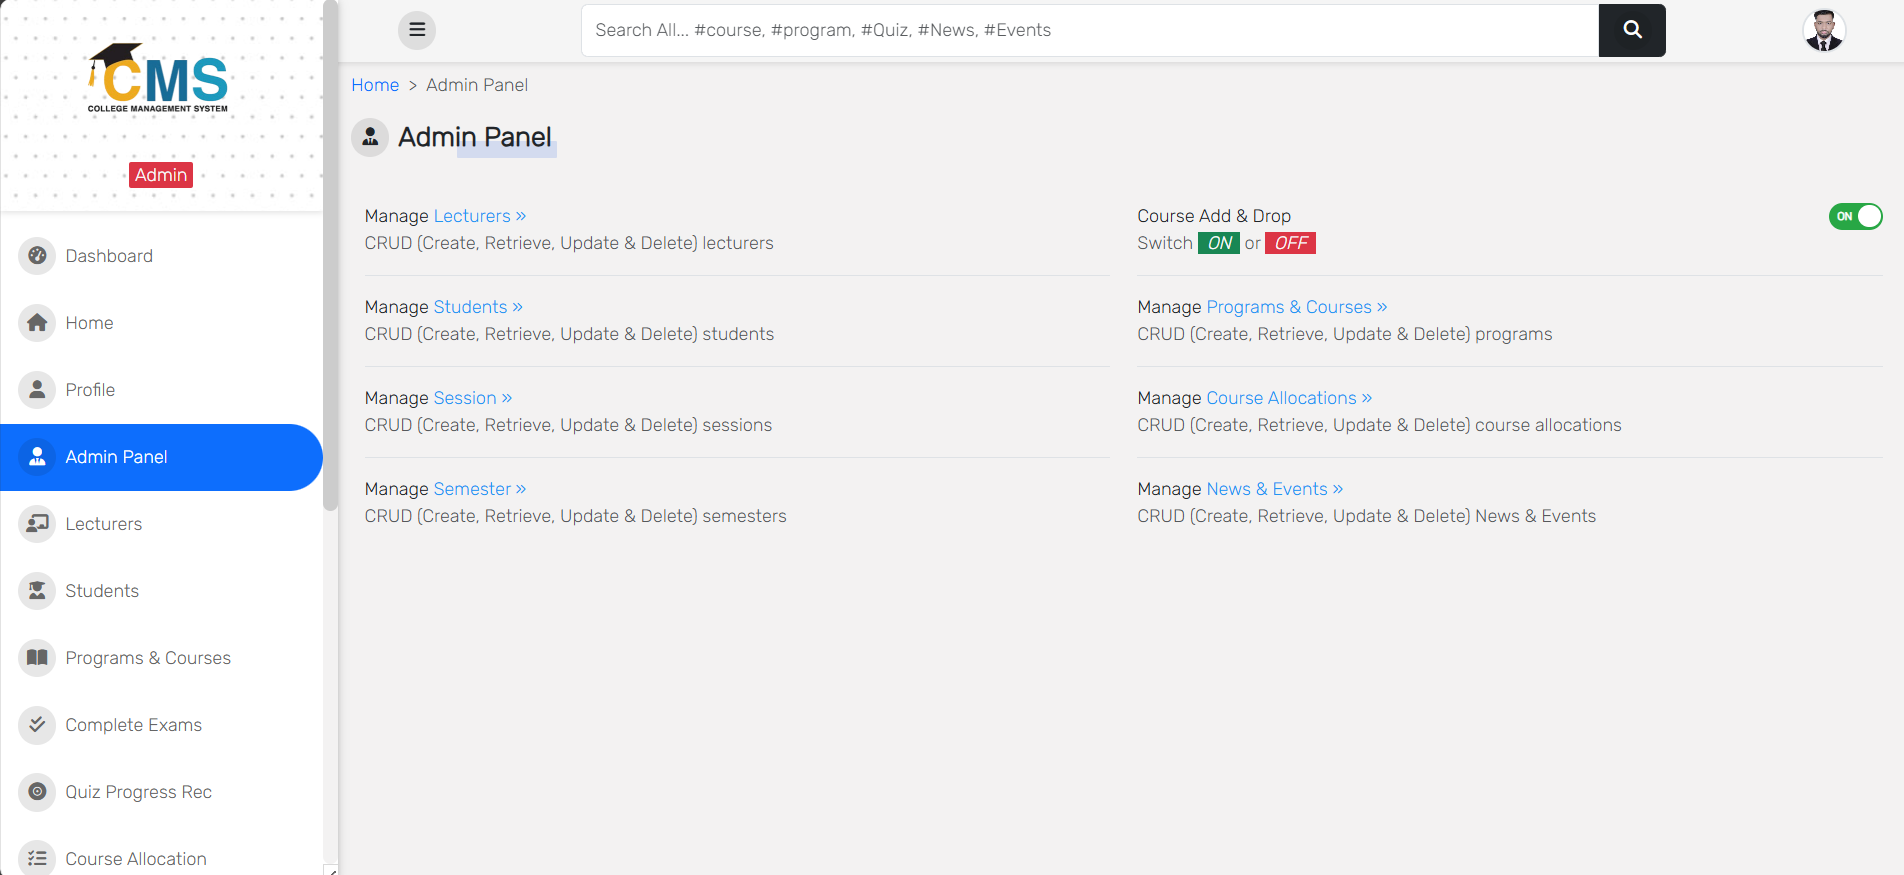 CMS
COLLEGE MANAGEMENT SYSTEM
Admin
Dashboard
Home
Profile
Admin Panel
Lecturers
Students
Programs & Courses
Complete Exams
Quiz Progress Rec
Course Allocation
Search All... #course, #program, #Quiz, #News, #Events
Home > Admin Panel
Admin Panel
Manage Lecturers »
CRUD (Create, Retrieve, Update & Delete) lecturers
Manage Students »
CRUD (Create, Retrieve, Update & Delete) students
Manage Session »
CRUD (Create, Retrieve, Update & Delete) sessions
Manage Semester »
CRUD (Create, Retrieve, Update & Delete) semesters
Course Add & Drop
ON
Switch ON or OFF
Manage Programs & Courses »
CRUD (Create, Retrieve, Update & Delete) programs
Manage Course Allocations »
CRUD (Create, Retrieve, Update & Delete) course allocations
Manage News & Events »
CRUD (Create, Retrieve, Update & Delete) News & Events